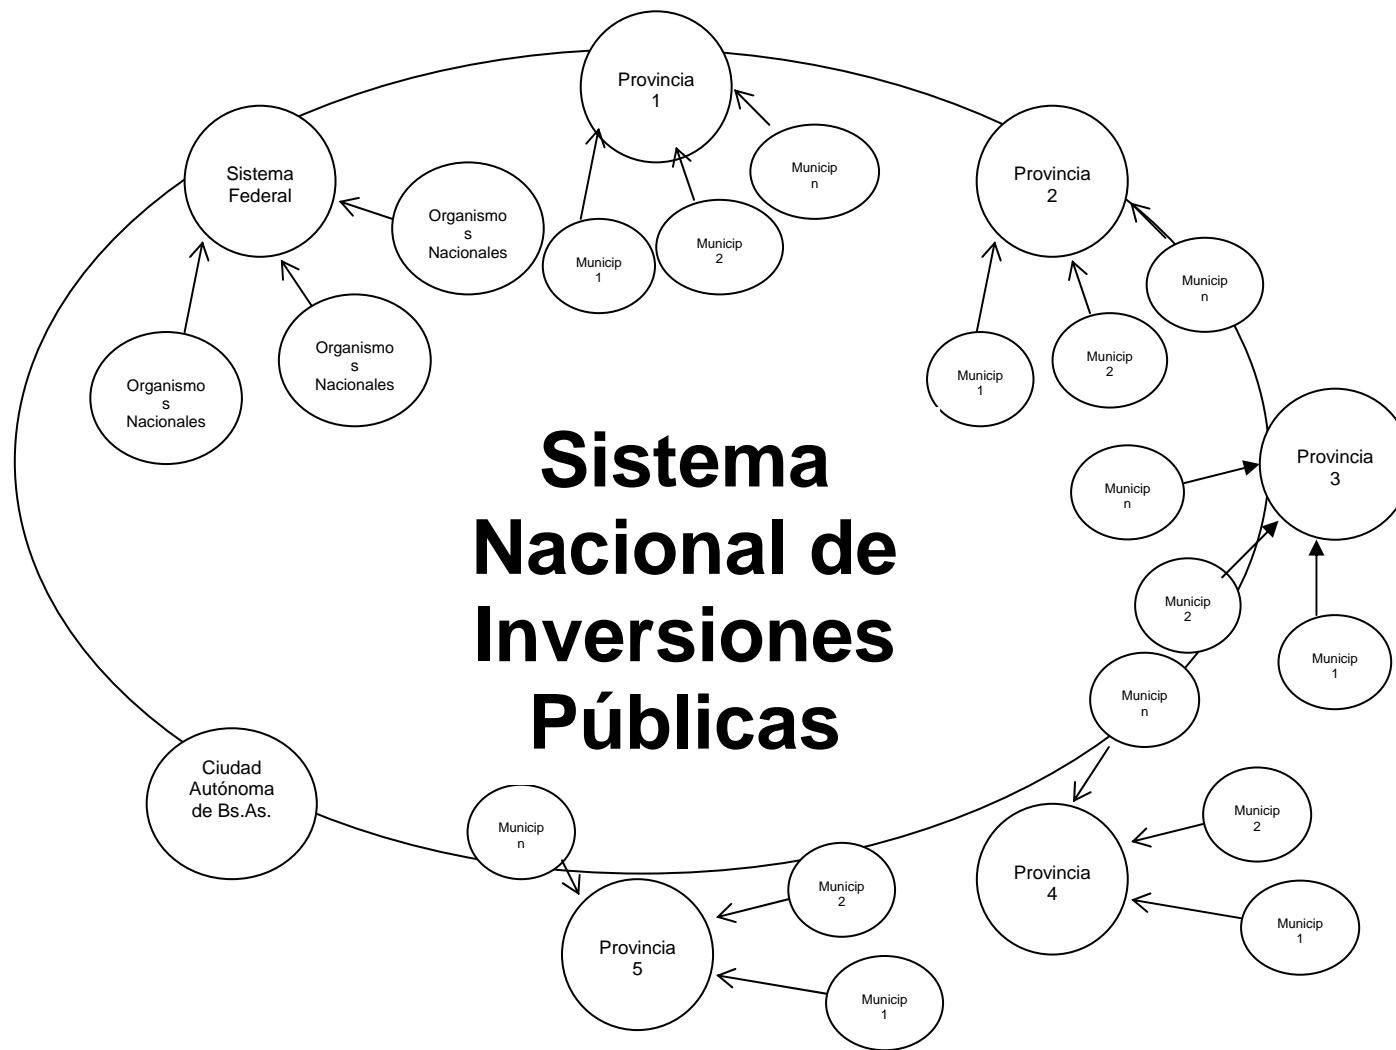 Provincia
1
Sistema
Federal
Organismo
s
Nacionales
Municip
n
Provincia
2
Municip
1
Municip
2
Municip
n
Organismo
s
Nacionales
Organismo
s
Nacionales
Municip
1
Municip
2
Sistema
Nacional de
Inversiones
Públicas
Provincia
3
Municip
n
Municip
2
Municip
1
Municip
n
Ciudad
Autónoma
de Bs.As.
Municip
n
Municip
2
Provincia
4
Municip
2
Municip
1
Provincia
5
Municip
1